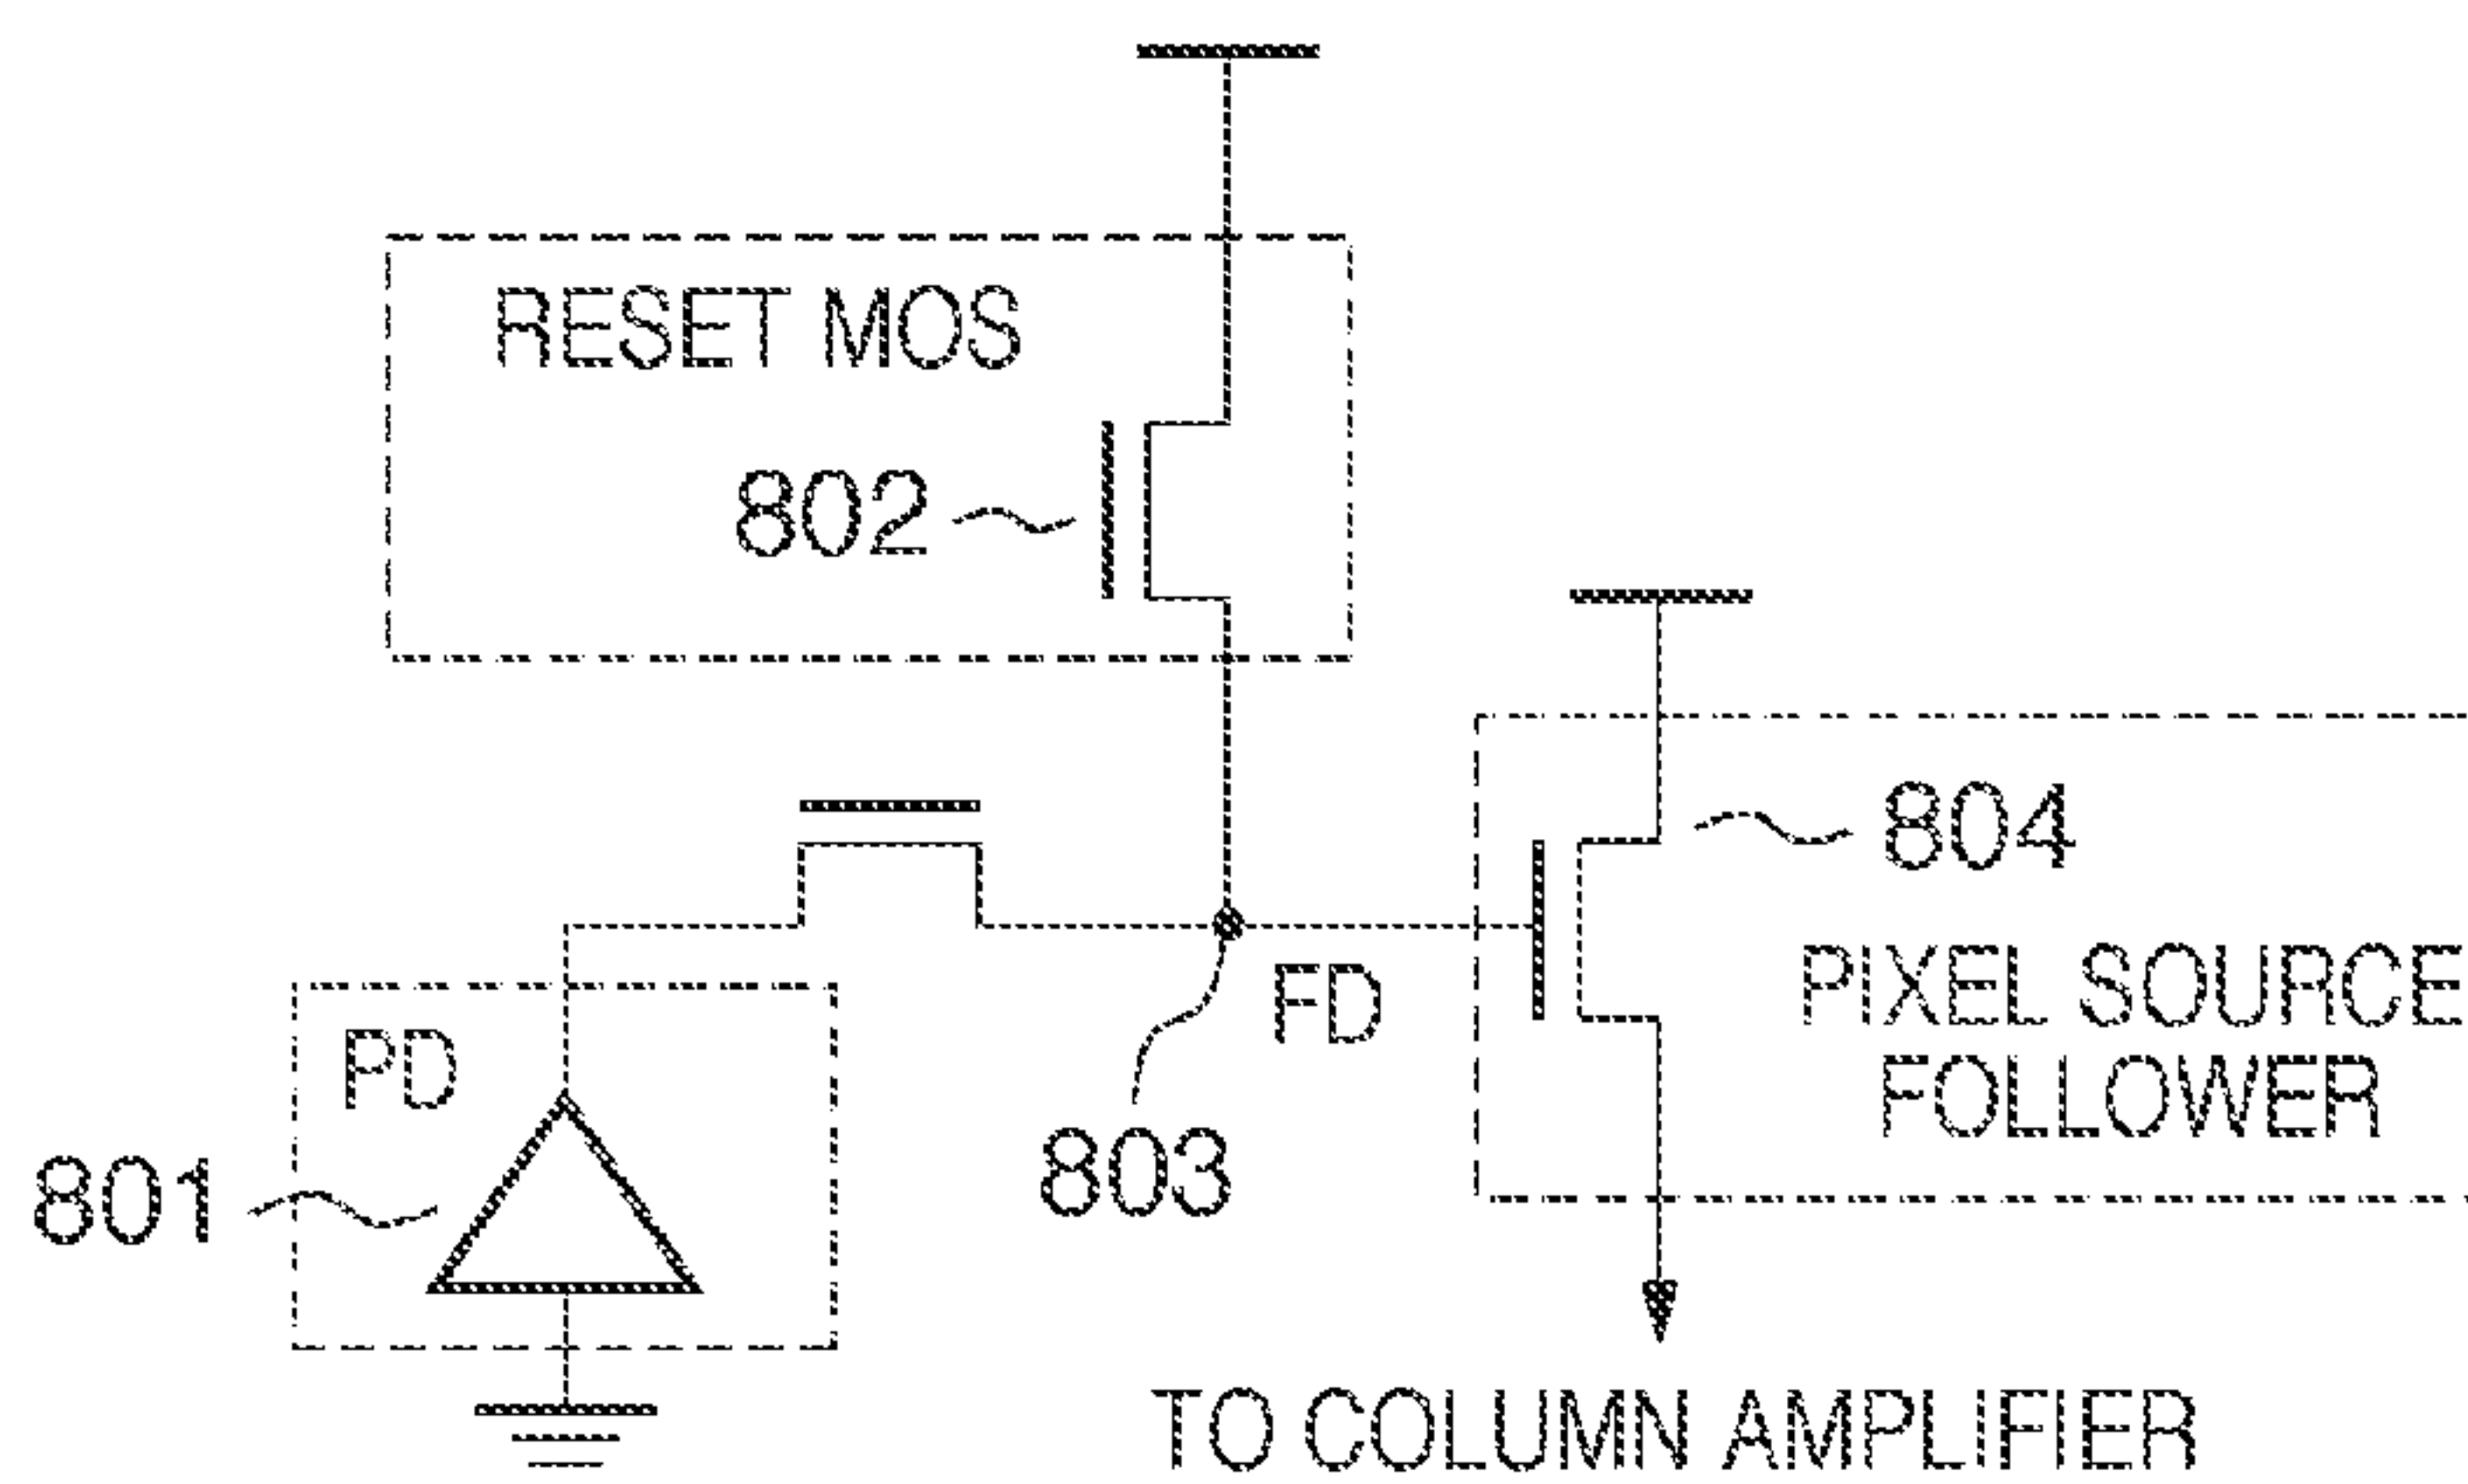 RESET MOS
802
804
PIXEL SOURCE
FOLLOWER
FD
PD
803
801
TO COLUMN AMPLIFIER